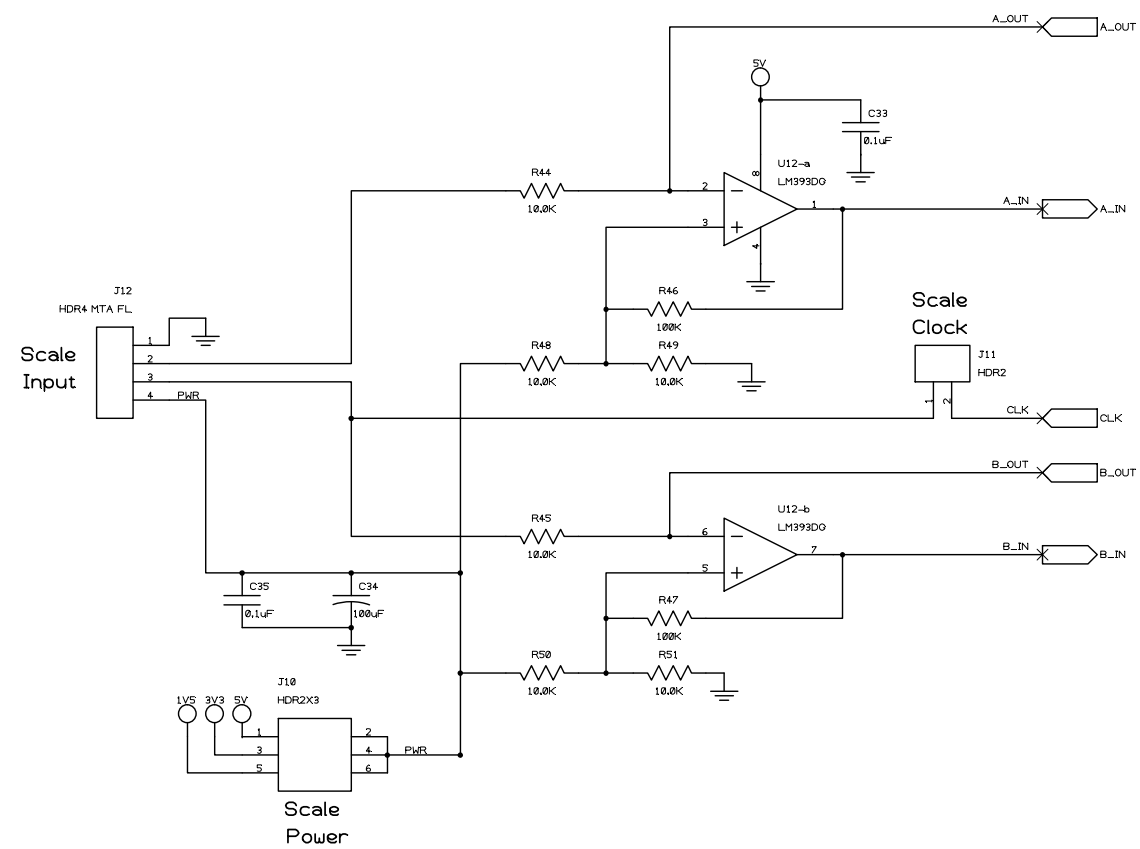 A_OUT
A_OUT
5V
C33
0.1uF
8
U12-a
LM393DG
R44
10.0K
2
3
1
4
A_IN
A_IN
R46
100K
J12
HDR4 MTA FL
Scale
Input
1
2
3
4
PWR
R48
10.0K
R49
10.0K
Scale
Clock
J11
HDR2
1
2
CLK
CLK
B_OUT
B_OUT
R45
10.0K
6
5
7
U12-b
LM393DG
B_IN
B_IN
C35
0.1uF
C34
100uF
R47
100K
R50
10.0K
R51
10.0K
J10
HDR2X3
1V5
3V3
5V
1
3
5
2
4
6
PWR
Scale
Power